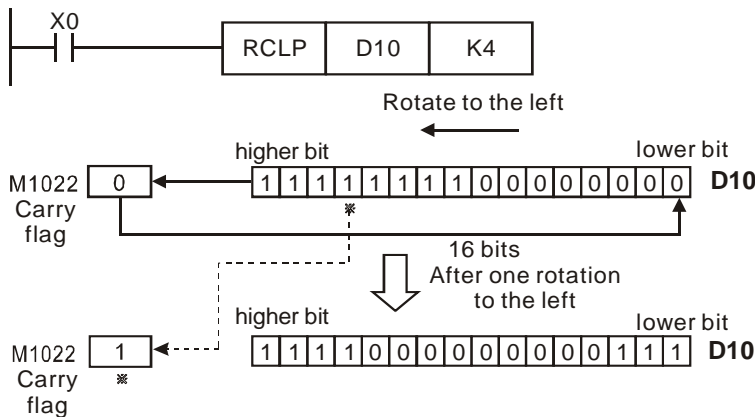 X0
RCLP D10 K4
Rotate to the left
higher bit lower bit
M1022 0 1 1 1 1 1 1 1 1 0 0 0 0 0 0 0 0 D10
Carry
flag
※
16 bits
After one rotation
to the left
higher bit lower bit
M1022 1 1 1 1 1 0 0 0 0 0 0 0 0 0 1 1 1 D10
Carry ※
flag